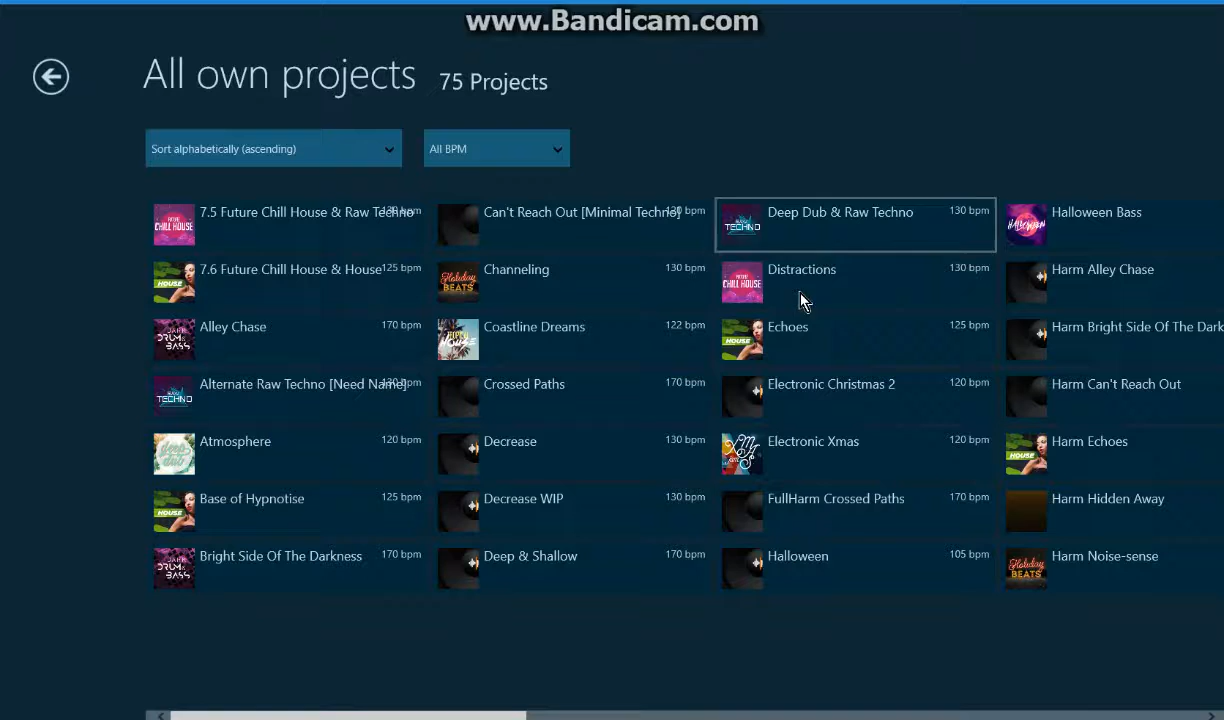 www.Bandicam.com
All own projects 75 Projects
Sort alphabetically (ascending)
All BPM
7.5 Future Chill House & Raw Techno 130 bpm
7.6 Future Chill House & House 125 bpm
Alley Chase 170 bpm
Alternate Raw Techno [Need Name] 130 bpm
Atmosphere 120 bpm
Base of Hypnotise 125 bpm
Bright Side Of The Darkness 170 bpm
Can't Reach Out [Minimal Techno] 130 bpm
Channeling 130 bpm
Coastline Dreams 122 bpm
Crossed Paths 170 bpm
Decrease 130 bpm
Decrease WIP 130 bpm
Deep & Shallow 170 bpm
Deep Dub & Raw Techno 130 bpm
Distractions 130 bpm
Echoes 125 bpm
Electronic Christmas 2 120 bpm
Electronic Xmas 120 bpm
FullHarm Crossed Paths 170 bpm
Halloween 105 bpm
Halloween Bass
Harm Alley Chase
Harm Bright Side Of The Dark
Harm Can't Reach Out
Harm Echoes
Harm Hidden Away
Harm Noise-sense